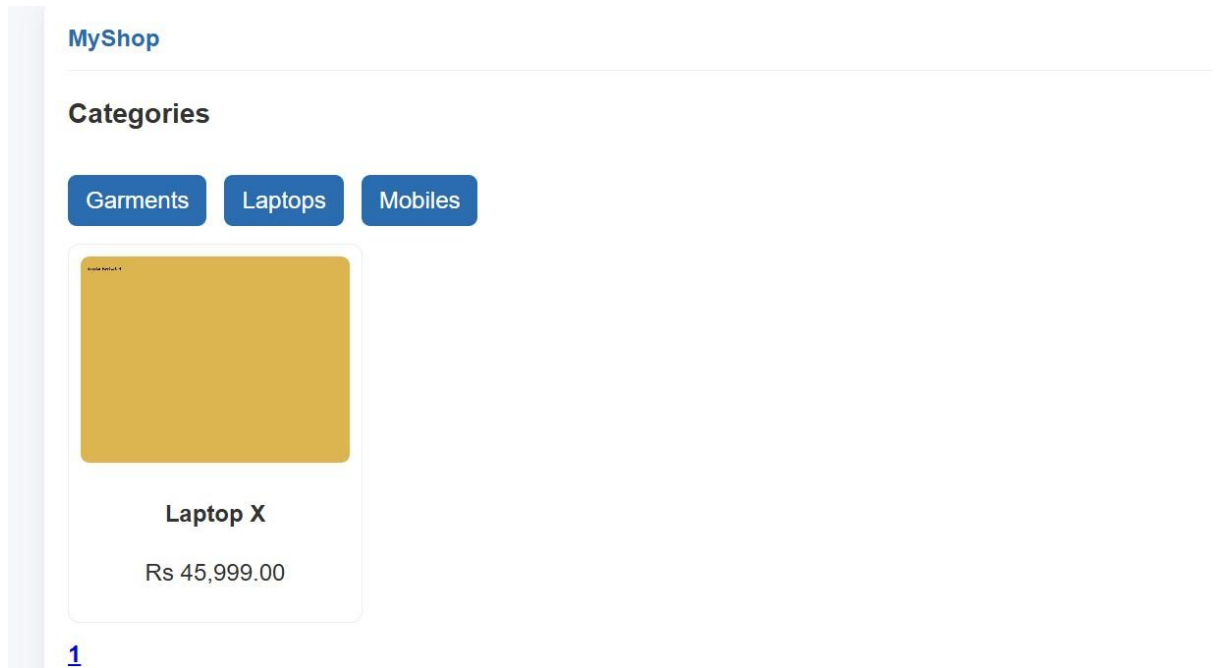 MyShop
Categories
Garments Laptops Mobiles
Laptop X
Rs 45,999.00
1